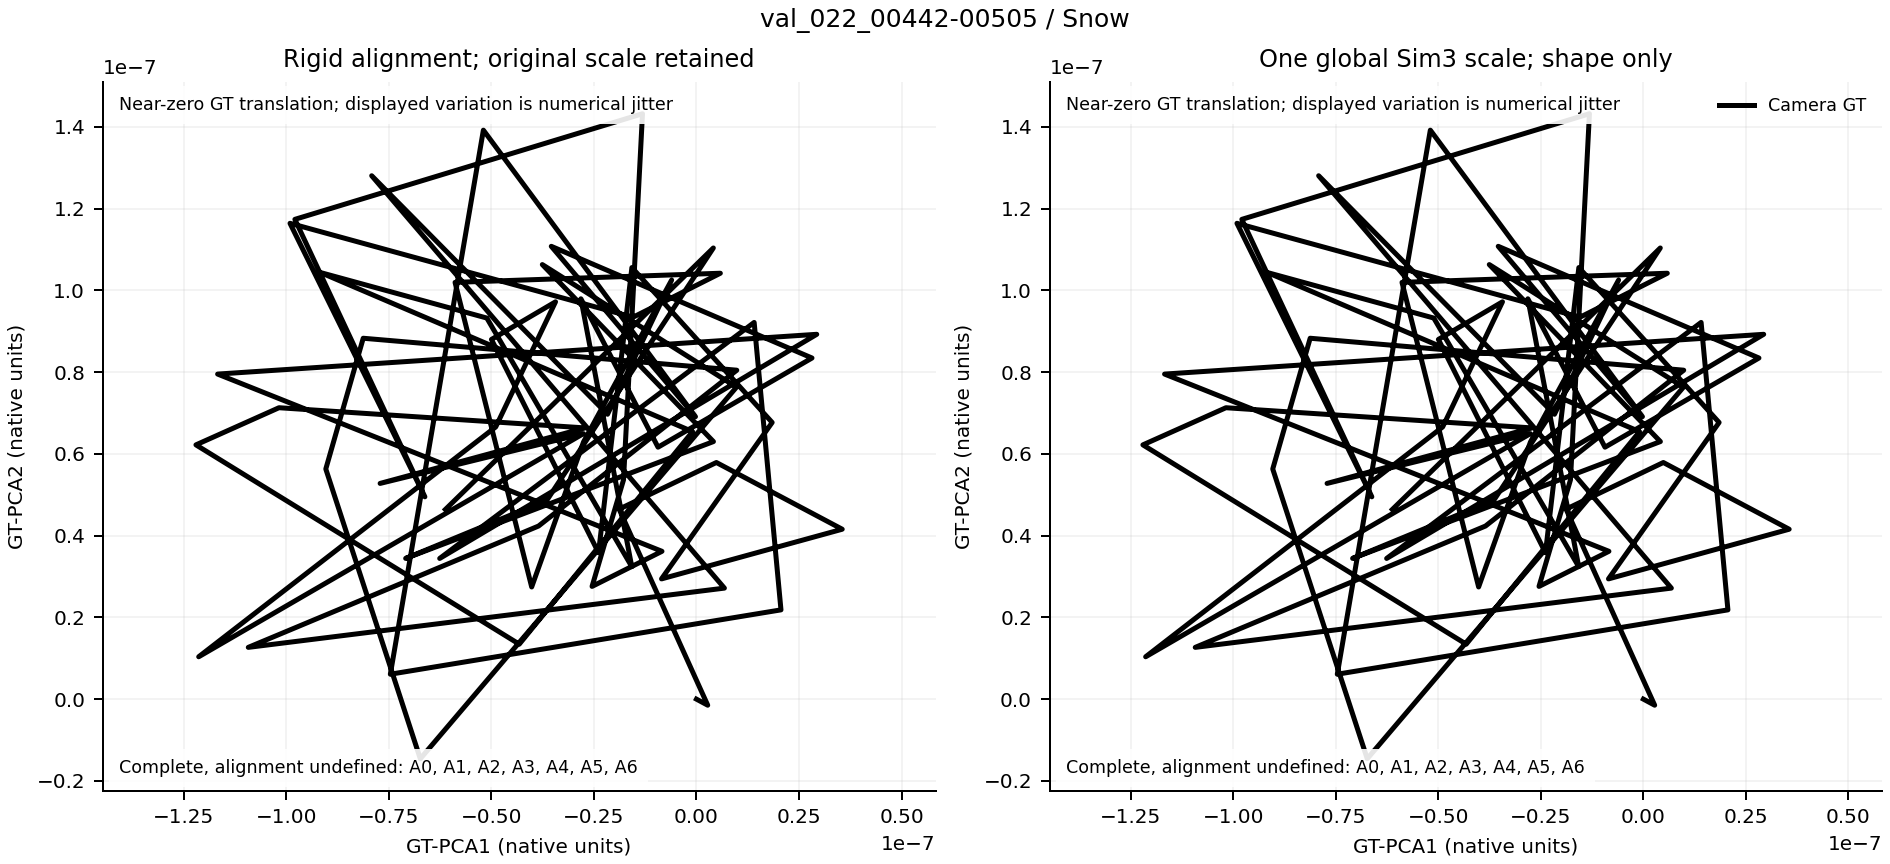 val_022_00442-00505 / Snow
Rigid alignment; original scale retained
1e−7
Near-zero GT translation; displayed variation is numerical jitter
1.4
1.2
1.0
0.8
0.6
0.4
0.2
0.0
−0.2
GT-PCA2 (native units)
Complete, alignment undefined: A0, A1, A2, A3, A4, A5, A6
−1.25 −1.00 −0.75 −0.50 −0.25 0.00 0.25 0.50
1e−7
GT-PCA1 (native units)
One global Sim3 scale; shape only
1e−7
Near-zero GT translation; displayed variation is numerical jitter
Camera GT
1.4
1.2
1.0
0.8
0.6
0.4
0.2
0.0
−0.2
GT-PCA2 (native units)
Complete, alignment undefined: A0, A1, A2, A3, A4, A5, A6
−1.25 −1.00 −0.75 −0.50 −0.25 0.00 0.25 0.50
1e−7
GT-PCA1 (native units)